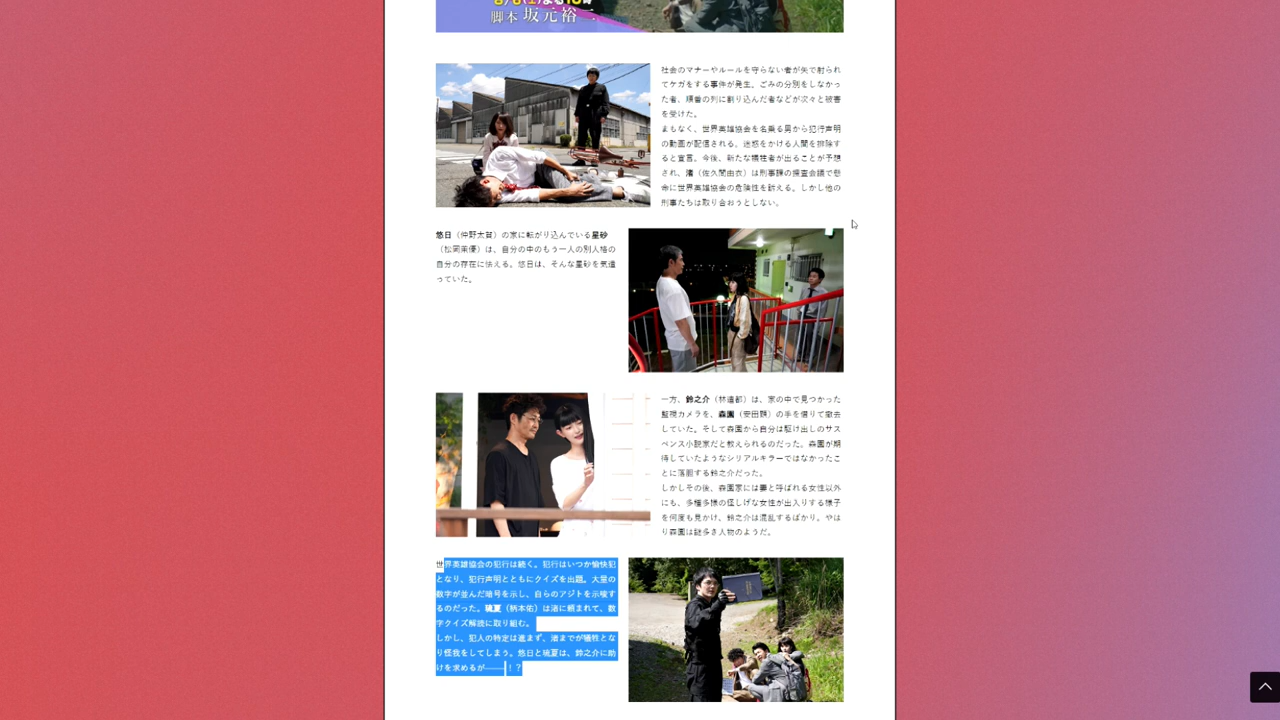 脚本 坂元裕二
社会のマナーやルールを守らない者が矢で射られ
てケガをする事件が発生。ごみの分別をしなかっ
た者、順番の列に割り込んだ者などが次々と被害
を受けた。
まもなく、世界英雄協会を名乗る男から犯行声明
の動画が配信される。迷惑をかける人間を排除す
ると宣言。今後、新たな犠牲者が出ることが予想
され、渚（佐久間由衣）は刑事課の捜査会議で懸
命に世界英雄協会の危険性を訴える。しかし他の
刑事たちは取り合おうとしない。
悠日（仲野太賀）の家に転がり込んでいる星砂
（松岡茉優）は、自分の中のもう一人の別人格の
自分の存在に怯える。悠日は、そんな星砂を気遣
っていた。
一方、鈴之介（林遣都）は、家の中で見つかった
監視カメラを、森園（安田顕）の手を借りて撤去
していた。そして森園から自分は駆け出しのサス
ペンス小説家だと教えられるのだった。森園が期
待していたようなシリアルキラーではなかったこ
とに落胆する鈴之介だった。
しかしその後、森園家には妻と呼ばれる女性以外
にも、多種多様の怪しげな女性が出入りする様子
を何度も見かけ、鈴之介は混乱するばかり。やは
り森園は謎多き人物のようだ。
世界英雄協会の犯行は続く。犯行はいつか愉快犯
となり、犯行声明とともにクイズを出題。大量の
数字が並んだ暗号を示し、自らのアジトを示唆す
るのだった。琉夏（柄本佑）は渚に頼まれて、数
字クイズ解読に取り組む。
しかし、犯人の特定は進まず、渚までが犠牲とな
り怪我をしてしまう。悠日と琉夏は、鈴之介に助
けを求めるが――！？